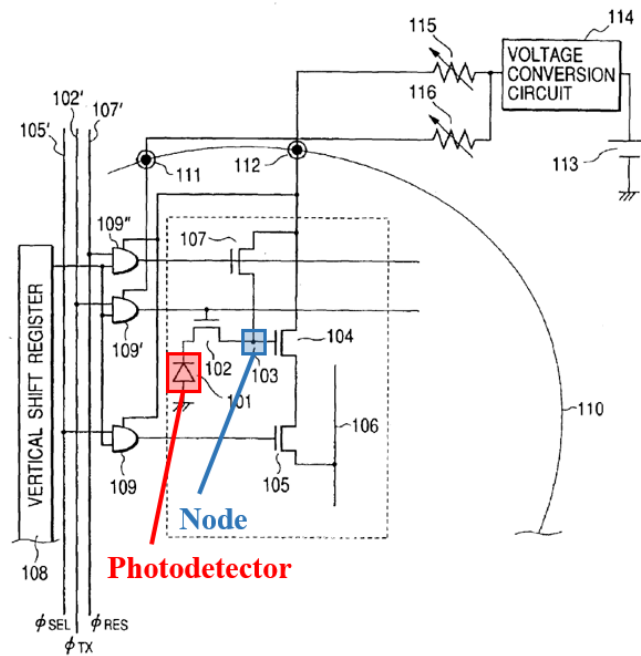 114
115
VOLTAGE
CONVERSION
CIRCUIT
116
107'
102'
105'
111
112
113
109"
107
109'
104
102
103
101
106
110
VERTICAL SHIFT REGISTER
109
105
Node
Photodetector
108
ϕSEL
ϕRES
ϕTX